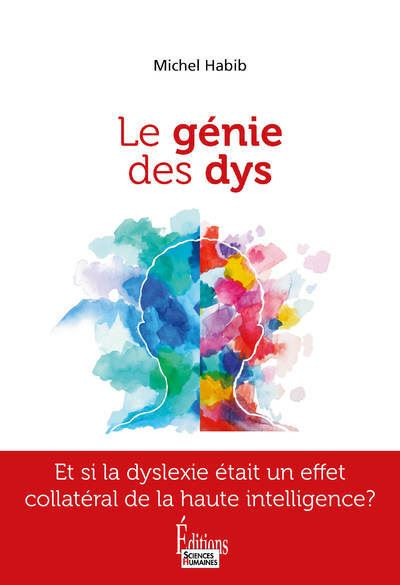 Michel Habib
Le génie
des dys
Et si la dyslexie était un effet
collatéral de la haute intelligence?
Éditions
SCIENCES
HUMAINES